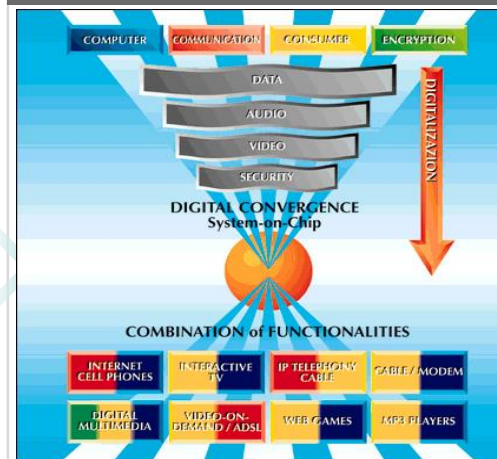 COMPUTER
COMMUNICATION
CONSUMER
ENCRYPTION
DATA
AUDIO
VIDEO
SECURITY
DIGITALIZAZION
DIGITAL CONVERGENCE
System-on-Chip
COMBINATION of FUNCTIONALITIES
INTERNET
CELL PHONES
INTERACTIVE
TV
IP TELEPHONY
CABLE
CABLE / MODEM
DIGITAL
MULTIMEDIA
VIDEO-ON-
DEMAND / ADSL
WEB GAMES
MP3 PLAYERS